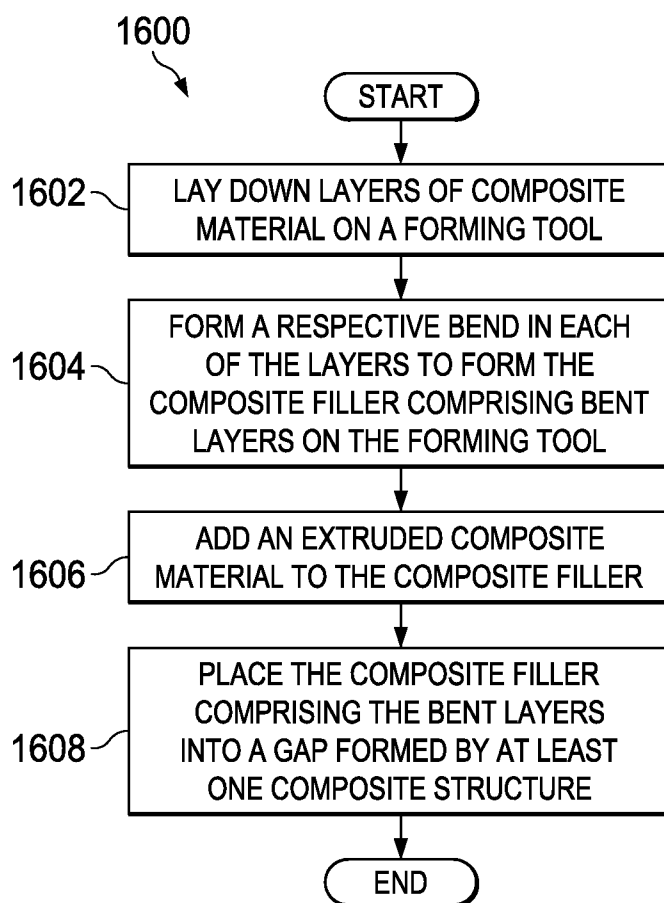 1600
START
1602
LAY DOWN LAYERS OF COMPOSITE
MATERIAL ON A FORMING TOOL
1604
FORM A RESPECTIVE BEND IN EACH
OF THE LAYERS TO FORM THE
COMPOSITE FILLER COMPRISING BENT
LAYERS ON THE FORMING TOOL
1606
ADD AN EXTRUDED COMPOSITE
MATERIAL TO THE COMPOSITE FILLER
1608
PLACE THE COMPOSITE FILLER
COMPRISING THE BENT LAYERS
INTO A GAP FORMED BY AT LEAST
ONE COMPOSITE STRUCTURE
END